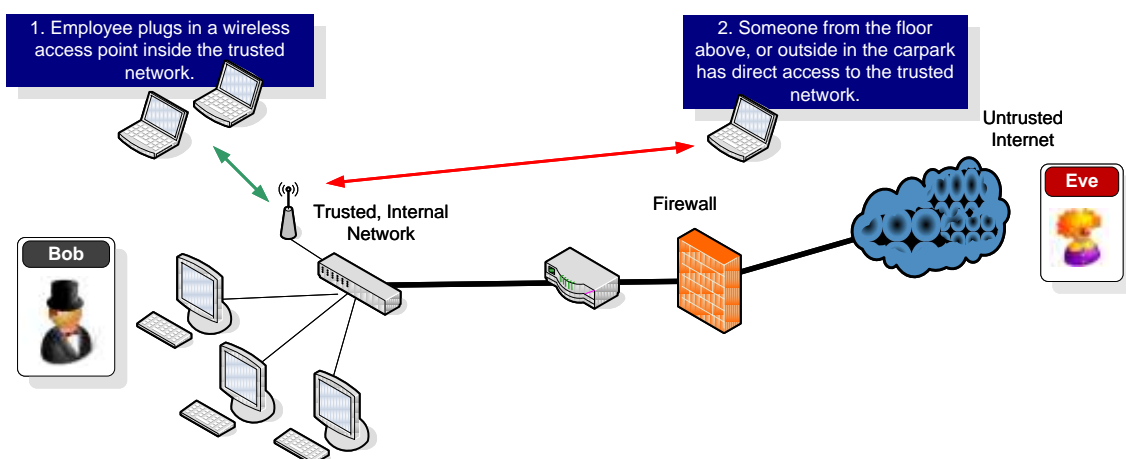 1. Employee plugs in a wireless
access point inside the trusted
network.
2. Someone from the floor
above, or outside in the carpark
has direct access to the trusted
network.
Untrusted
Internet
Eve
Firewall
Trusted, Internal
Network
Bob